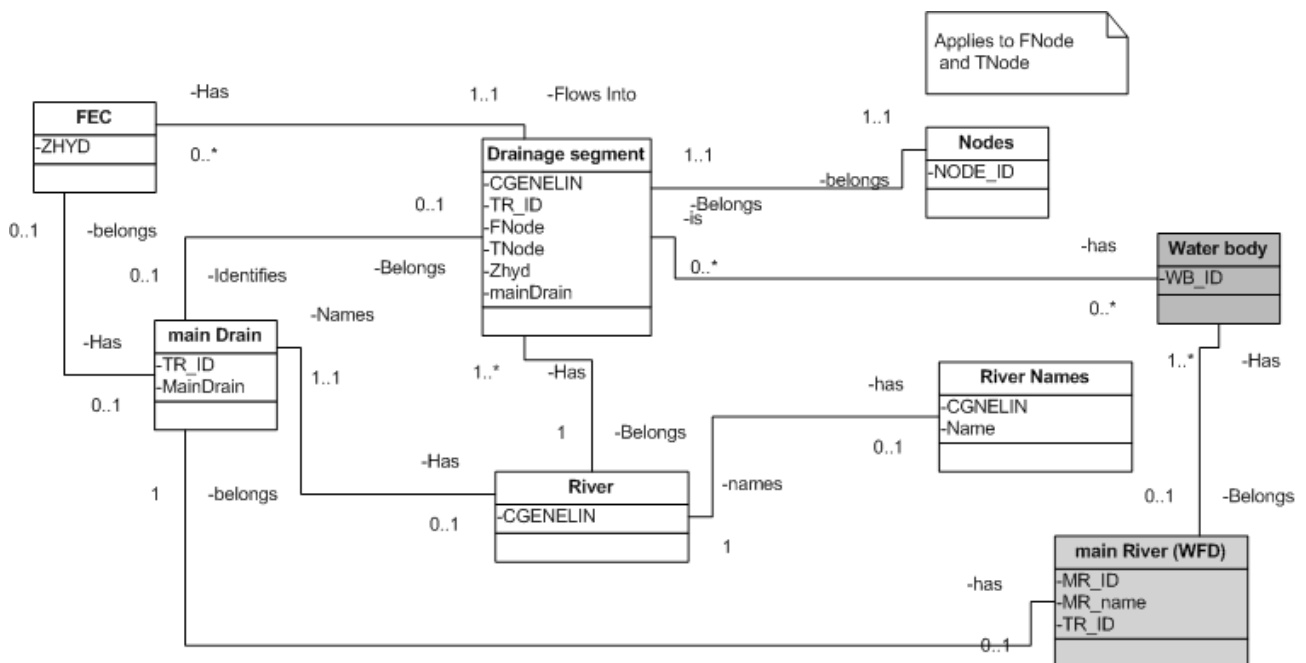 Applies to FNode
and TNode
-Has
1..1
-Flows Into
FEC
-ZHYD
0..*
1..1
Nodes
-NODE_ID
Drainage segment
-CGENELIN
-TR_ID
-FNode
-TNode
-Zhyd
-mainDrain
1..1
-belongs
-Belongs
-is
0..1
0..1
-belongs
0..1
-Identifies
-Belongs
0..*
-has
0..*
Water body
-WB_ID
-Names
-Has
0..1
main Drain
-TR_ID
-MainDrain
1..1
1..*
-Has
1
-Belongs
-has
0..1
River Names
-CGNELIN
-Name
1..*
-Has
-Has
0..1
River
-CGENELIN
-names
1
0..1
-Belongs
1
-belongs
main River (WFD)
-MR_ID
-MR_name
-TR_ID
-has
0..1